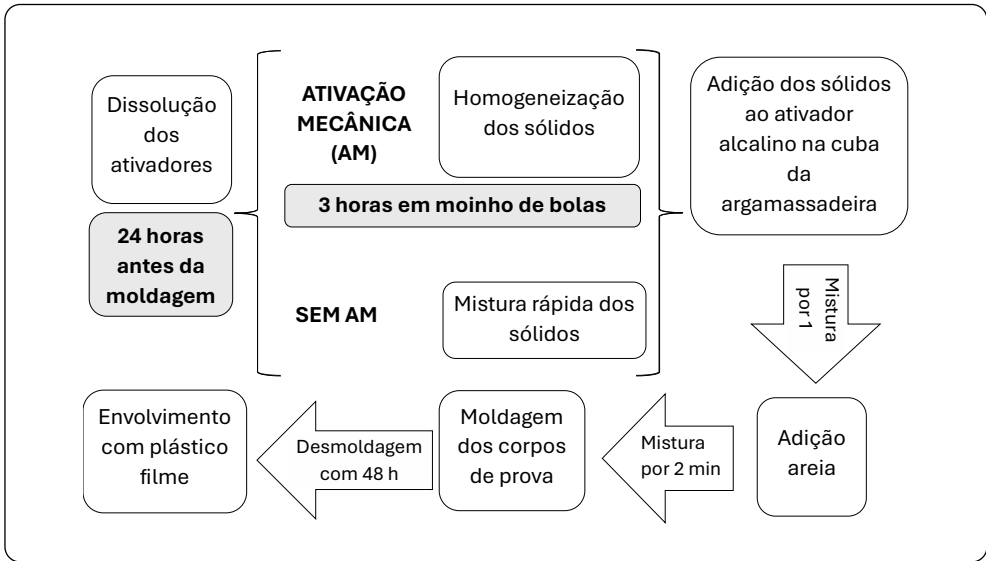 Dissolução
dos
ativadores
24 horas
antes da
moldagem
ATIVAÇÃO
MECÂNICA
(AM)
Homogeneização
dos sólidos
3 horas em moinho de bolas
SEM AM
Mistura rápida dos
sólidos
Adição dos sólidos
ao ativador
alcalino na cuba
da
argamassadeira
Mistura
por 1
Adição
areia
Mistura
por 2 min
Moldagem
dos corpos
de prova
Desmoldagem
com 48 h
Envolvimento
com plástico
filme